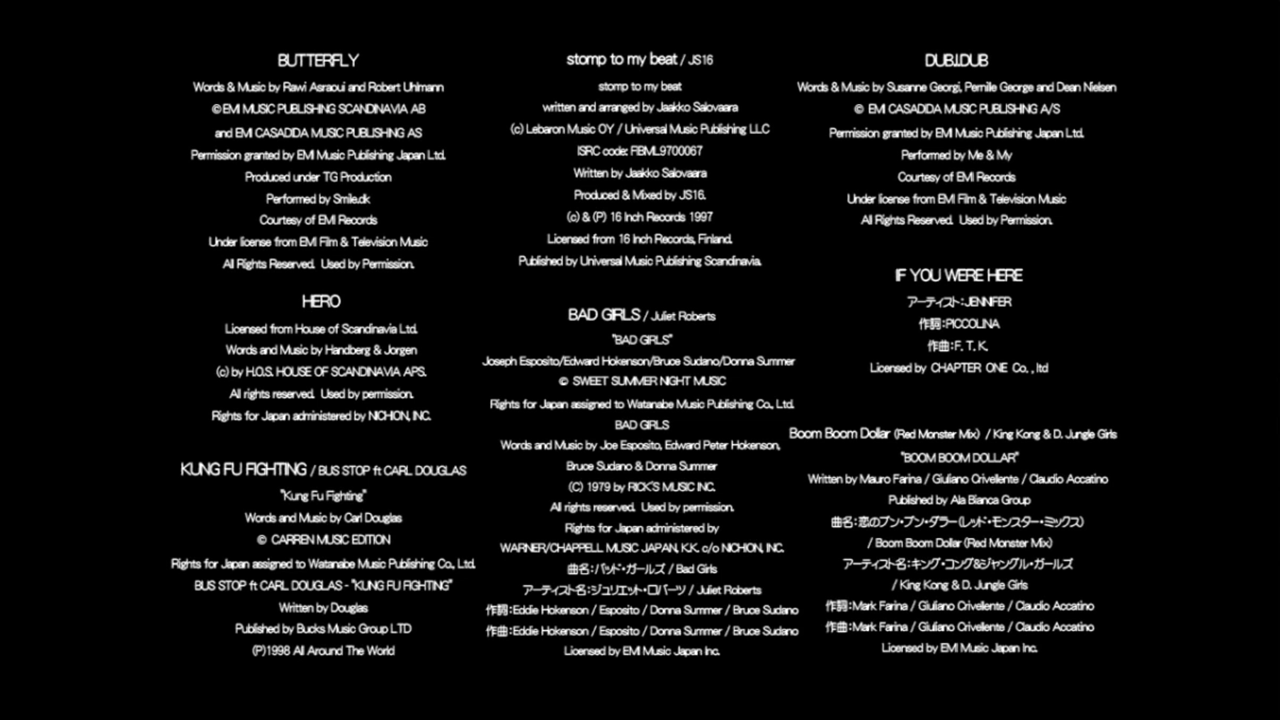 BUTTERFLY
Words & Music by Rawi Asraoui and Robert Uhlmann
©EMI MUSIC PUBLISHING SCANDINAVIA AB
and EMI CASADIDA MUSIC PUBLISHING AS
Permission granted by EMI Music Publishing Japan Ltd.
Produced under TG Production
Performed by Smile.dk
Courtesy of EMI Records
Under license from EMI Film & Television Music
All Rights Reserved. Used by Permission.
HERO
Licensed from House of Scandinavia Ltd.
Words and Music by Handberg & Jorgen
(c) by H.O.S. HOUSE OF SCANDINAVIA APS.
All rights reserved. Used by permission.
Rights for Japan administered by NICHION, INC.
KUNG FU FIGHTING / BUS STOP ft CARL DOUGLAS
"Kung Fu Fighting"
Words and Music by Carl Douglas
© CARREN MUSIC EDITION
Rights for Japan assigned to Watanabe Music Publishing Co., Ltd.
BUS STOP ft CARL DOUGLAS - "KUNG FU FIGHTING"
Written by Douglas
Published by Bucks Music Group LTD
(P)1998 All Around The World
stomp to my beat / JS16
stomp to my beat
written and arranged by Jaakko Salovaara
(c) Lebaron Music OY / Universal Music Publishing LLC
ISRC code: FIBML9700067
Written by Jaakko Salovaara
Produced & Mixed by JS16.
(c) & (P) 16 Inch Records 1997
Licensed from 16 Inch Records, Finland.
Published by Universal Music Publishing Scandinavia.
BAD GIRLS / Juliet Roberts
"BAD GIRLS"
Joseph Esposito/Edward Hokenson/Bruce Sudano/Donna Summer
© SWEET SUMMER NIGHT MUSIC
Rights for Japan assigned to Watanabe Music Publishing Co., Ltd.
BAD GIRLS
Words and Music by Joe Esposito, Edward Peter Hokenson,
Bruce Sudano & Donna Summer
(C) 1979 by RICK'S MUSIC INC.
All rights reserved. Used by permission.
Rights for Japan administered by
WARNER/CHAPPELL MUSIC JAPAN, K.K. c/o NICHION, INC.
曲名：バッド・ガールズ / Bad Girls
アーティスト名：ジュリエット・ロバーツ / Juliet Roberts
作詞：Eddie Hokenson / Esposito / Donna Summer / Bruce Sudano
作曲：Eddie Hokenson / Esposito / Donna Summer / Bruce Sudano
Licensed by EMI Music Japan Inc.
DUB.I.DUB
Words & Music by Susanne Georgi, Pernille George and Dean Nielsen
© EMI CASADIDA MUSIC PUBLISHING A/S
Permission granted by EMI Music Publishing Japan Ltd.
Performed by Me & My
Courtesy of EMI Records
Under license from EMI Film & Television Music
All Rights Reserved. Used by Permission.
IF YOU WERE HERE
アーティスト：JENNIFER
作詞：PICCOLINA
作曲：F. T. K.
Licensed by CHAPTER ONE Co. , ltd
Boom Boom Dollar (Red Monster Mix) / King Kong & D. Jungle Girls
"BOOM BOOM DOLLAR"
Written by Mauro Farina / Giuliano Crivellente / Claudio Accatino
Published by Ala Bianca Group
曲名：恋のブン・ブン・ダラー（レッド・モンスター・ミックス）
/ Boom Boom Dollar (Red Monster Mix)
アーティスト名：キング・コング＆ジャングル・ガールズ
/ King Kong & D. Jungle Girls
作詞：Mark Farina / Giuliano Crivellente / Claudio Accatino
作曲：Mark Farina / Giuliano Crivellente / Claudio Accatino
Licensed by EMI Music Japan Inc.